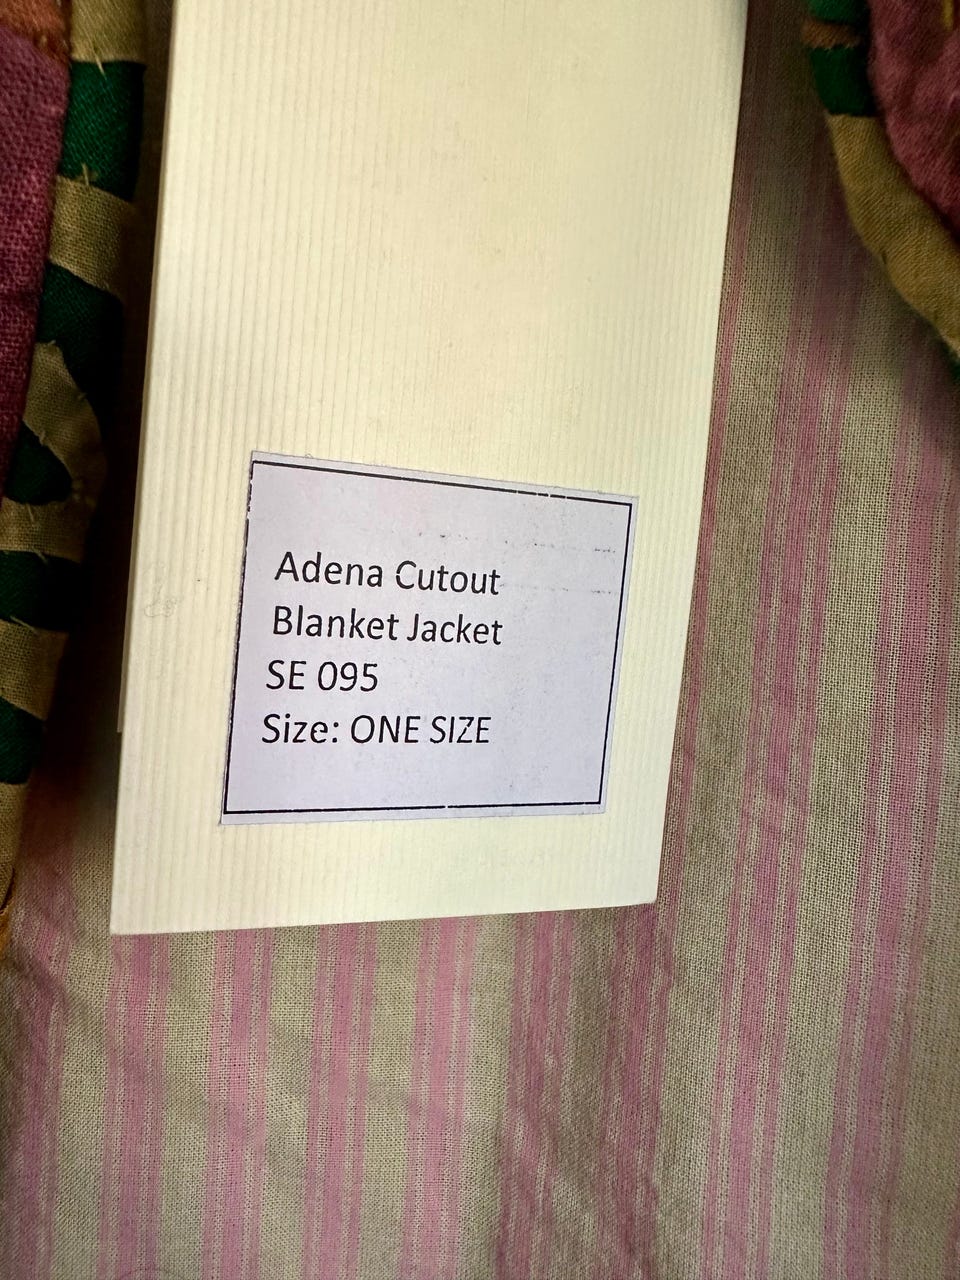 Adena Cutout
Blanket Jacket
SE 095
Size: ONE SIZE